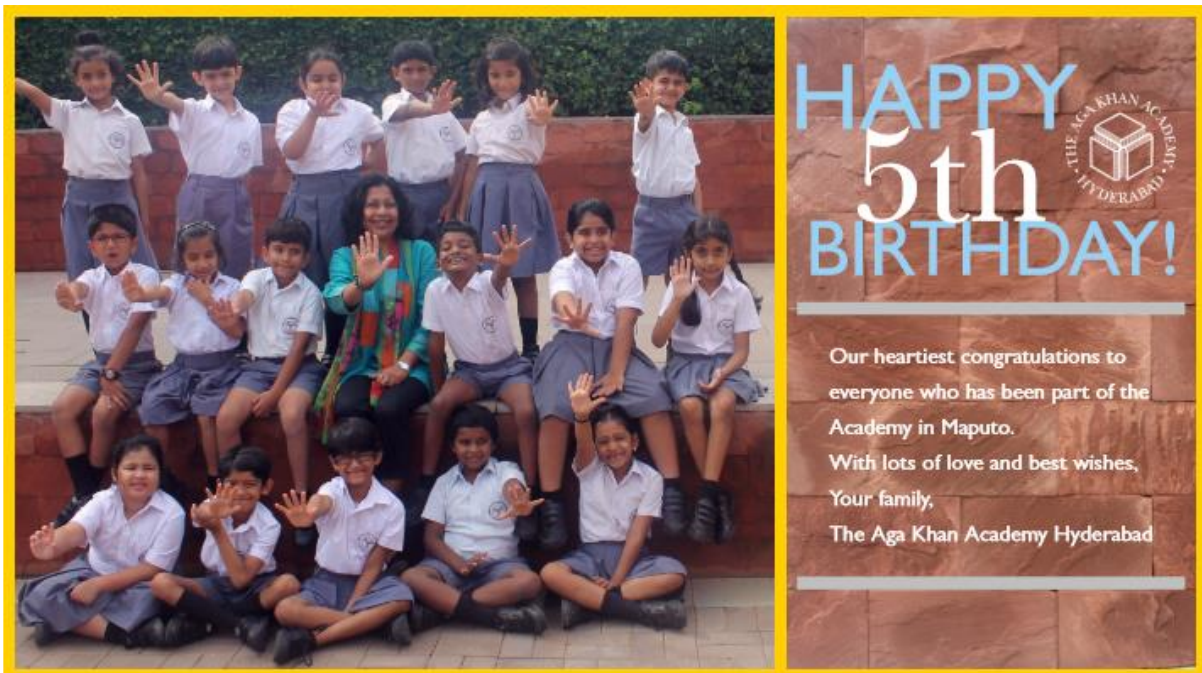 HAPPY
5th
BIRTHDAY!
THE AGA KHAN ACADEMY
HYDERABAD
Our heartiest congratulations to
everyone who has been part of the
Academy in Maputo.
With lots of love and best wishes,
Your family,
The Aga Khan Academy Hyderabad